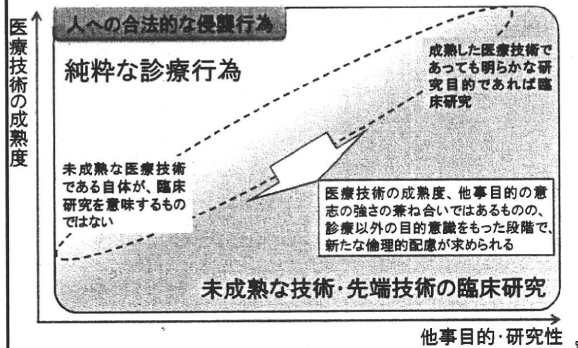 医療技術の成熟度
人への合法的な侵襲行為
純粋な診療行為
成熟した医療技術で
あっても明らかな研
究目的であれば臨
床研究
未成熟な医療技術
である自体が、臨床
研究を意味するもの
ではない
医療技術の成熟度、他事目的の意
志の強さの兼ね合いではあるものの、
診療以外の目的意識をもった段階で、
新たな倫理的配慮が求められる
未成熟な技術・先端技術の臨床研究
他事目的・研究性